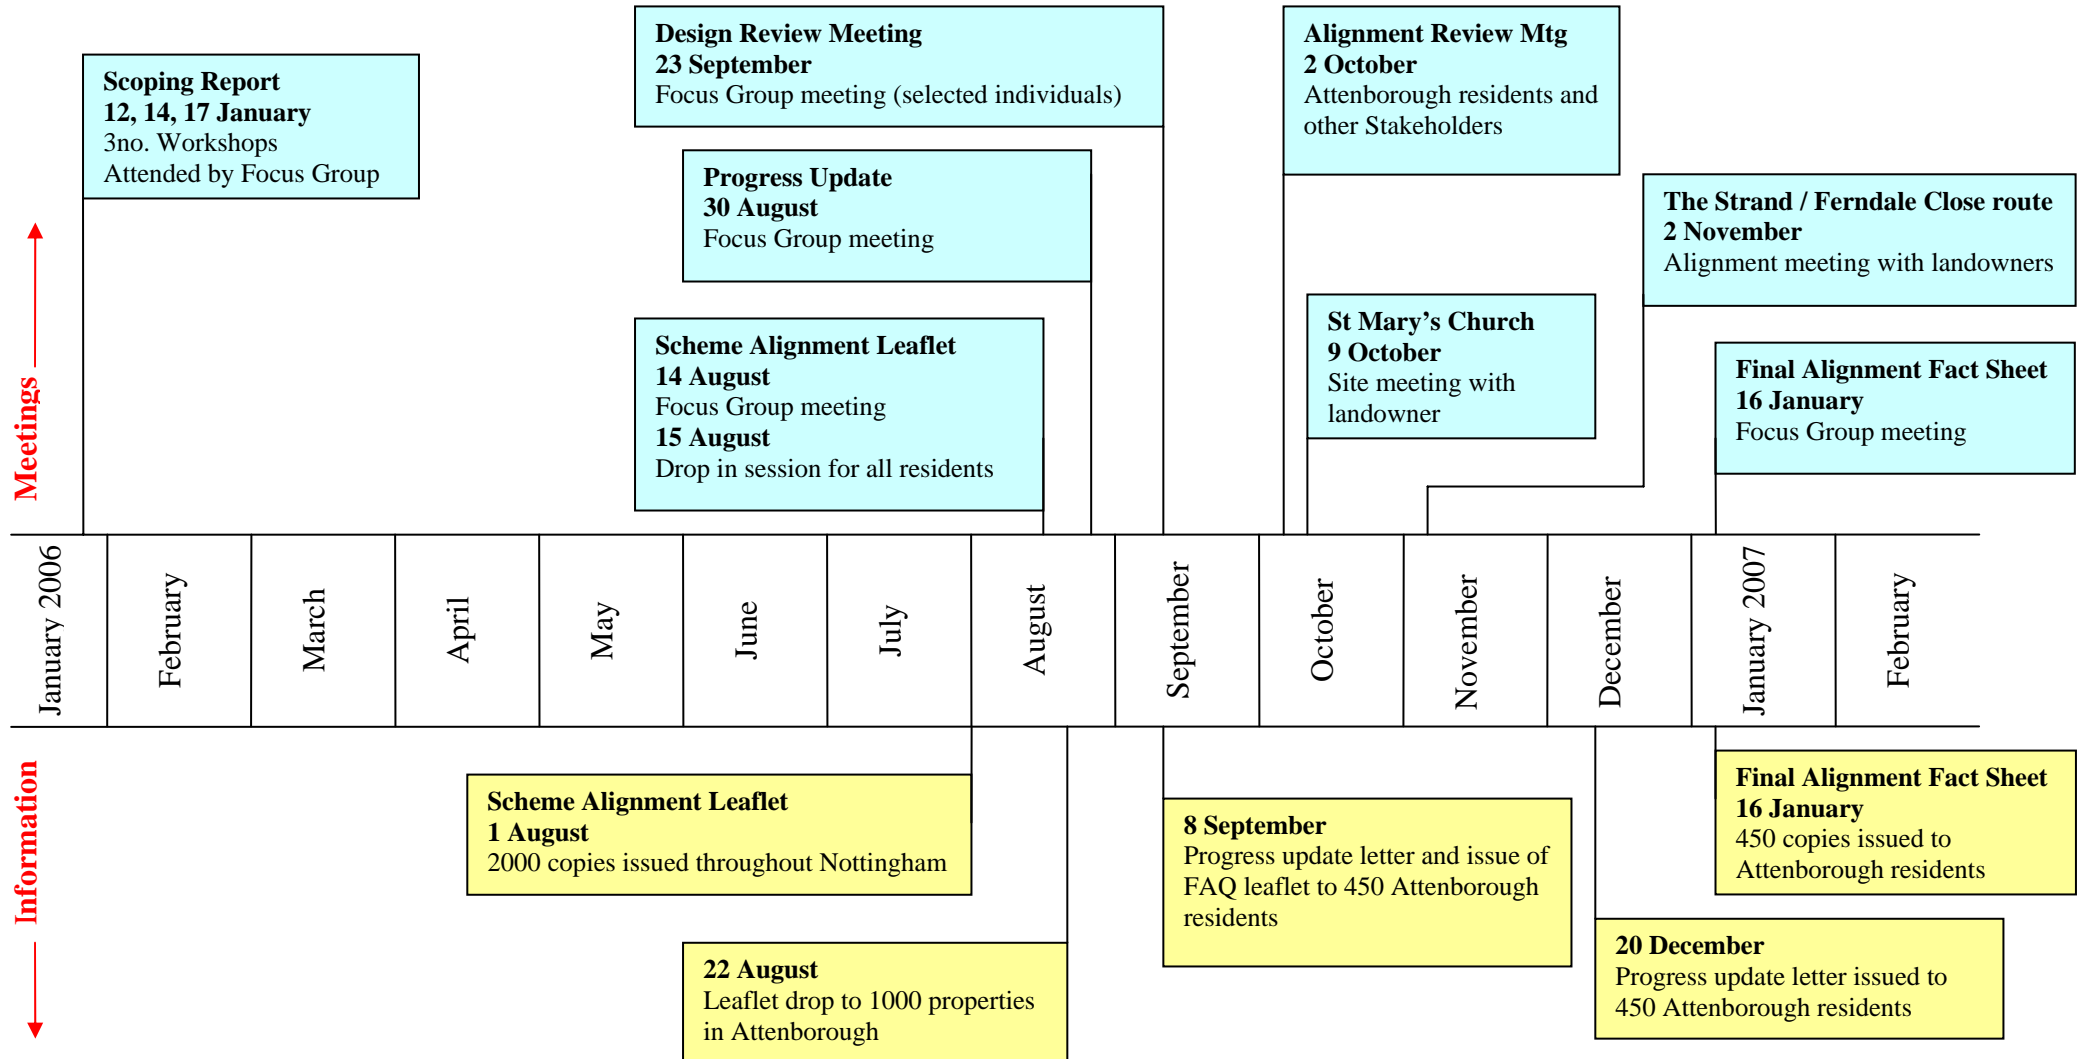 Scoping Report
12, 14, 17 January
3no. Workshops
Attended by Focus Group
Design Review Meeting
23 September
Focus Group meeting (selected individuals)
Progress Update
30 August
Focus Group meeting
Scheme Alignment Leaflet
14 August
Focus Group meeting
15 August
Drop in session for all residents
Alignment Review Mtg
2 October
Attenborough residents and
other Stakeholders
St Mary’s Church
9 October
Site meeting with
landowner
The Strand / Ferndale Close route
2 November
Alignment meeting with landowners
Final Alignment Fact Sheet
16 January
Focus Group meeting
Meetings
January 2006
February
March
April
May
June
July
August
September
October
November
December
January 2007
February
Information
Scheme Alignment Leaflet
1 August
2000 copies issued throughout Nottingham
22 August
Leaflet drop to 1000 properties
in Attenborough
8 September
Progress update letter and issue of
FAQ leaflet to 450 Attenborough
residents
Final Alignment Fact Sheet
16 January
450 copies issued to
Attenborough residents
20 December
Progress update letter issued to
450 Attenborough residents